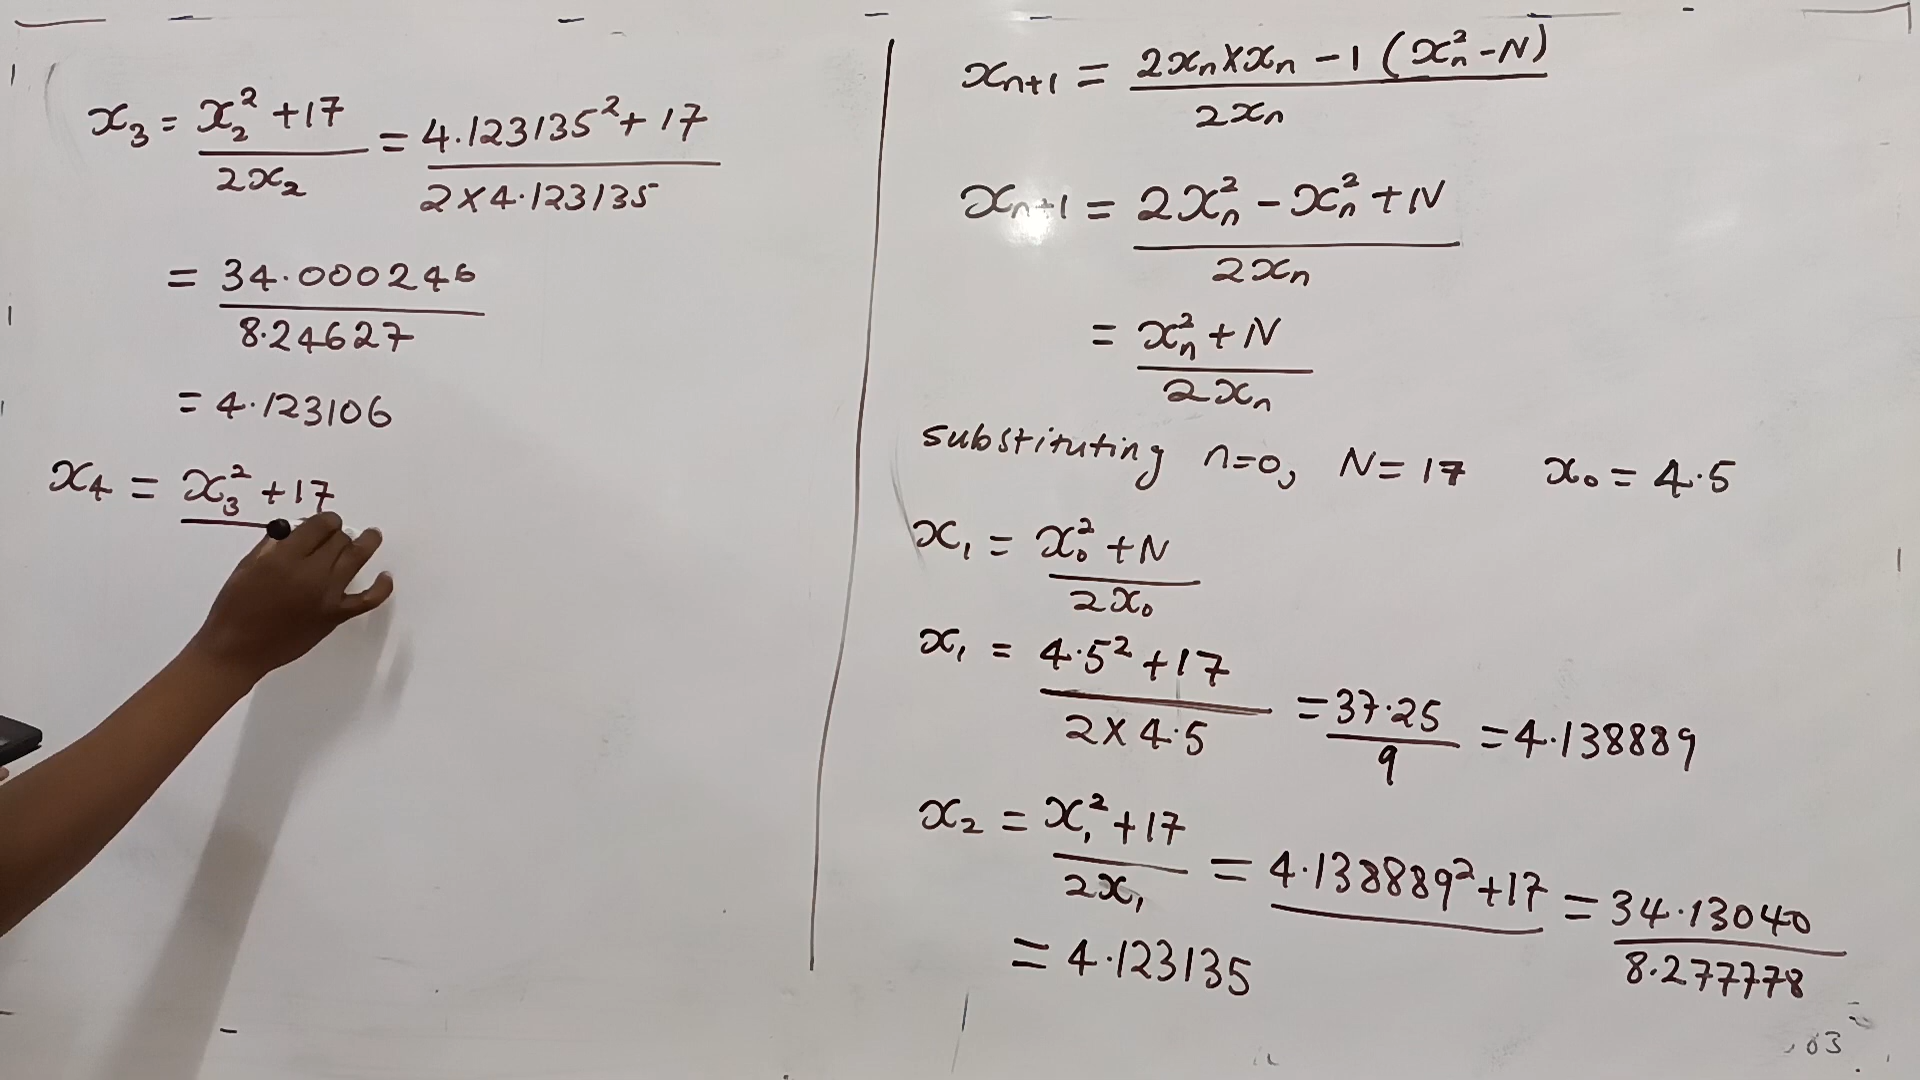 x₃ = (x₂² + 17) / (2x₂) = (4.123135² + 17) / (2 × 4.123135)
= 34.000246 / 8.24627
= 4.123106
x₄ = x₃² + 17
xₙ₊₁ = (2xₙ × xₙ - 1 (xₙ² - N)) / (2xₙ)
xₙ₊₁ = (2xₙ² - xₙ² + N) / (2xₙ)
= (xₙ² + N) / (2xₙ)
substituting n=0, N=17 x₀ = 4.5
x₁ = (x₀² + N) / (2x₀)
x₁ = (4.5² + 17) / (2 × 4.5) = 37.25 / 9 = 4.138889
x₂ = (x₁² + 17) / (2x₁) = 4.138889² + 17 = 34.13040 / 8.277778
= 4.123135